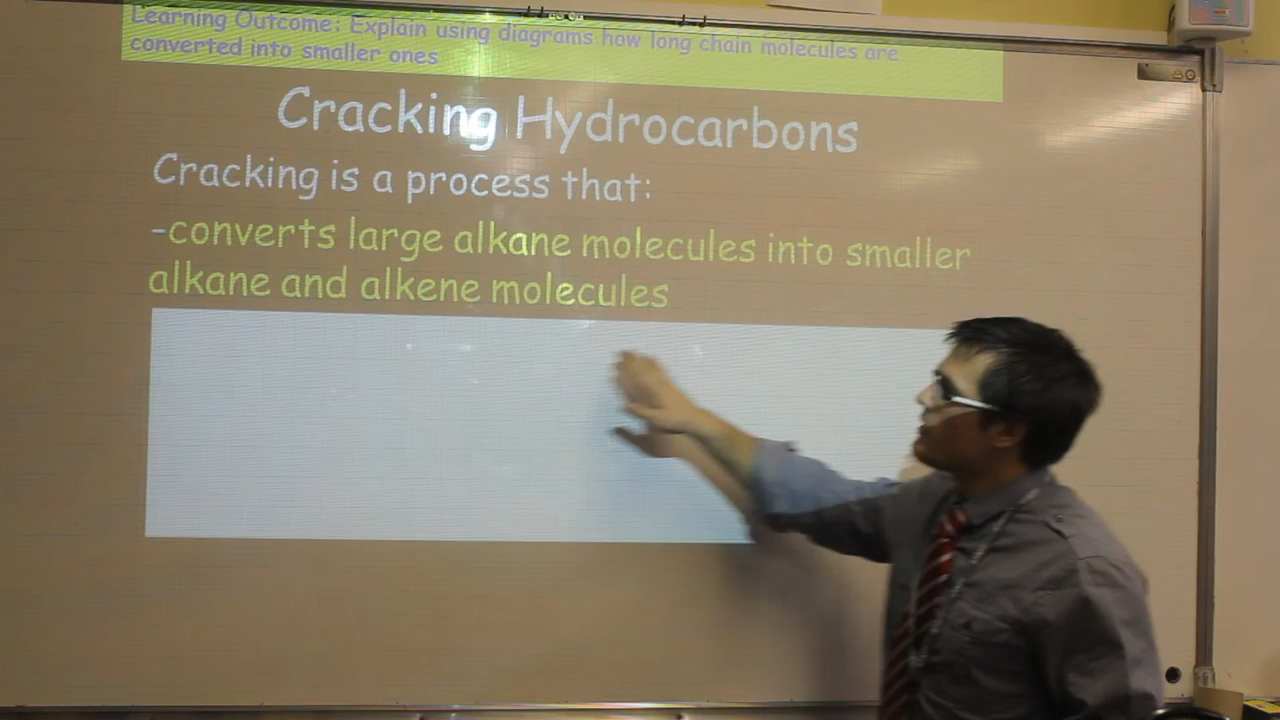 Learning Outcome: Explain using diagrams how long chain molecules are
converted into smaller ones
Cracking Hydrocarbons
Cracking is a process that:
-converts large alkane molecules into smaller
alkane and alkene molecules